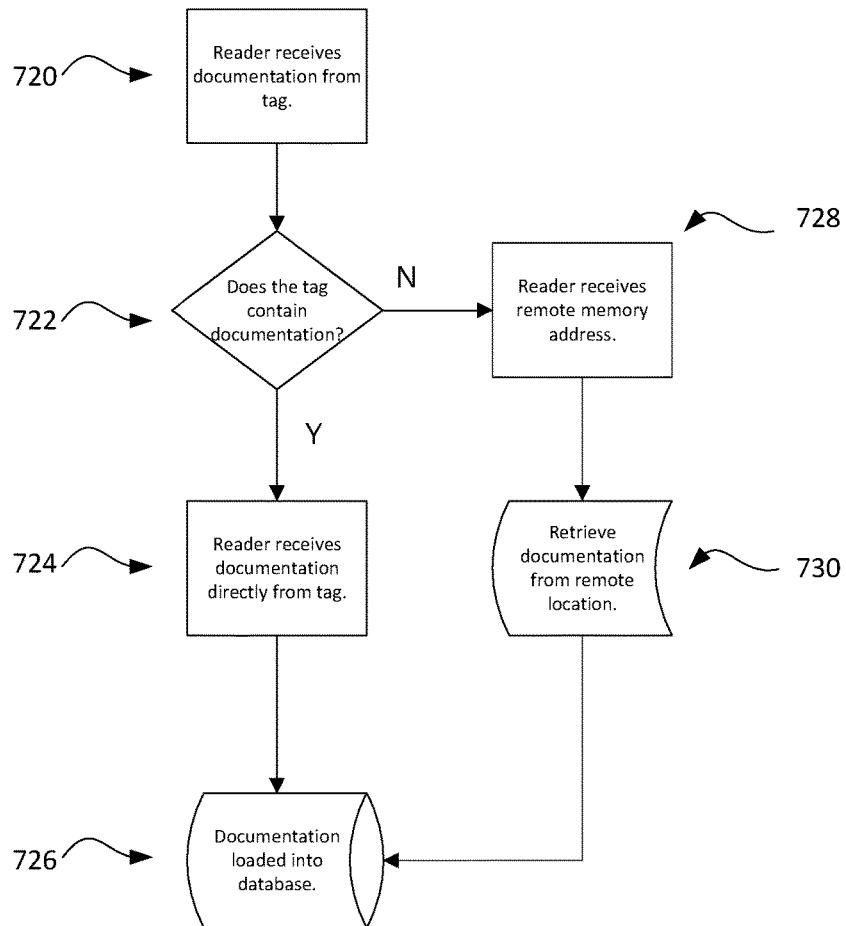 720
Reader receives
documentation from
tag.
728
N
722
Does the tag
contain
documentation?
Reader receives
remote memory
address.
Y
724
Reader receives
documentation
directly from tag.
Retrieve
documentation
from remote
location.
730
726
Documentation
loaded into
database.